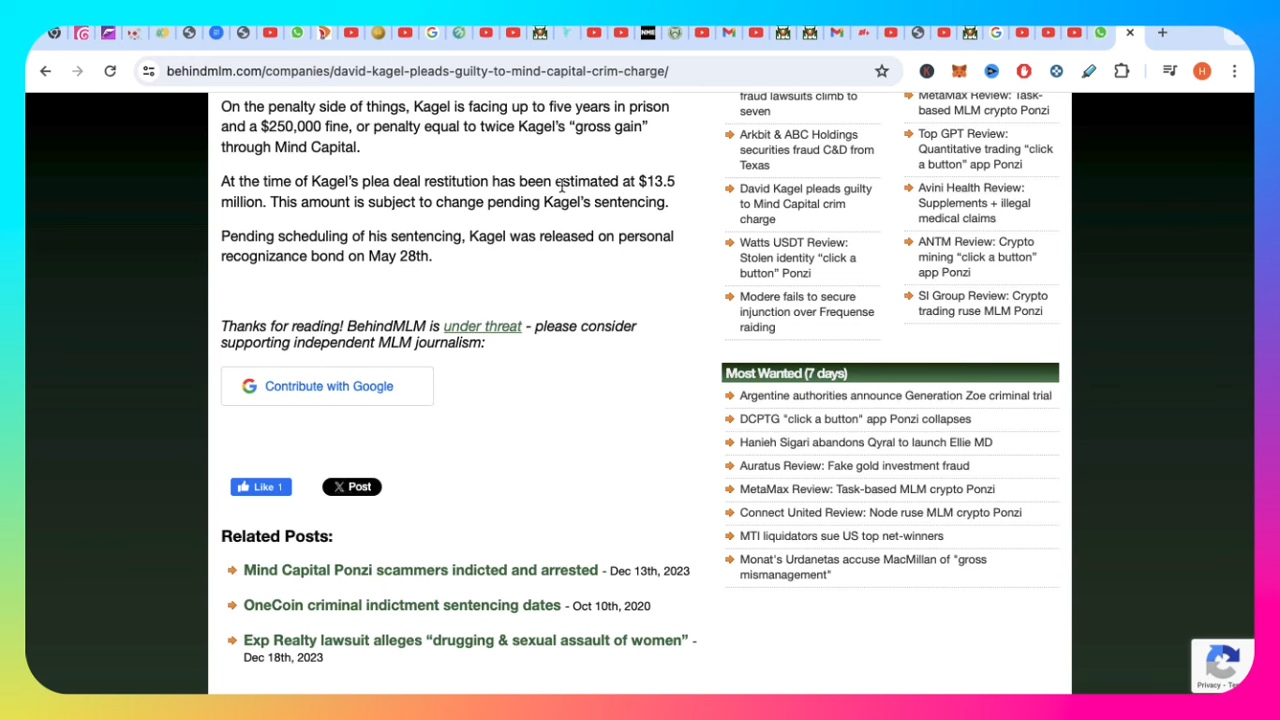 NME
behindmlm.com/companies/david-kagel-pleads-guilty-to-mind-capital-crim-charge/
H
On the penalty side of things, Kagel is facing up to five years in prison
and a $250,000 fine, or penalty equal to twice Kagel's “gross gain”
through Mind Capital.
At the time of Kagel's plea deal restitution has been estimated at $13.5
million. This amount is subject to change pending Kagel's sentencing.
Pending scheduling of his sentencing, Kagel was released on personal
recognizance bond on May 28th.
Thanks for reading! BehindMLM is under threat - please consider
supporting independent MLM journalism:
Contribute with Google
Like 1
Post
Related Posts:
Mind Capital Ponzi scammers indicted and arrested - Dec 13th, 2023
OneCoin criminal indictment sentencing dates - Oct 10th, 2020
Exp Realty lawsuit alleges “drugging & sexual assault of women” -
Dec 18th, 2023
fraud lawsuits climb to
seven
Arkbit & ABC Holdings
securities fraud C&D from
Texas
David Kagel pleads guilty
to Mind Capital crim
charge
Watts USDT Review:
Stolen identity “click a
button” Ponzi
Modere fails to secure
injunction over Frequense
raiding
MetaMax Review: Task-
based MLM crypto Ponzi
Top GPT Review:
Quantitative trading “click
a button” app Ponzi
Avini Health Review:
Supplements + illegal
medical claims
ANTM Review: Crypto
mining “click a button”
app Ponzi
SI Group Review: Crypto
trading ruse MLM Ponzi
Most Wanted (7 days)
Argentine authorities announce Generation Zoe criminal trial
DCPTG "click a button" app Ponzi collapses
Hanieh Sigari abandons Qyral to launch Ellie MD
Auratus Review: Fake gold investment fraud
MetaMax Review: Task-based MLM crypto Ponzi
Connect United Review: Node ruse MLM crypto Ponzi
MTI liquidators sue US top net-winners
Monat's Urdanetas accuse MacMillan of "gross
mismanagement"
Privacy -